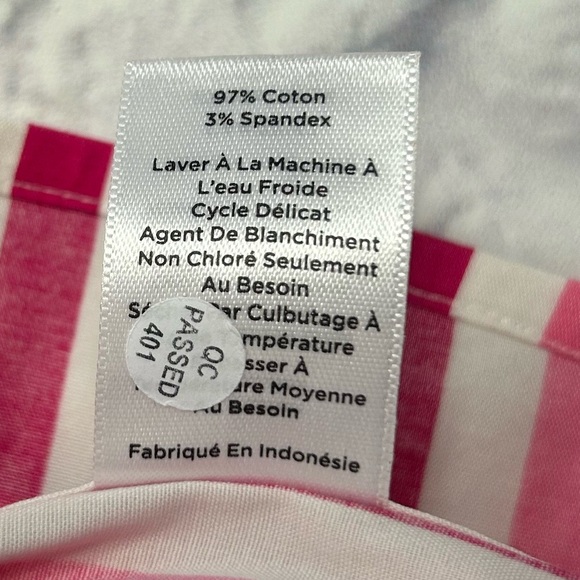 97% Coton
3% Spandex
Laver À La Machine À
L'eau Froide
Cycle Délicat
Agent De Blanchiment
Non Chloré Seulement
Au Besoin
Culbutage À
Moyenne
Au Besoin
Fabriqué En Indonésie
QC
PASSED
401